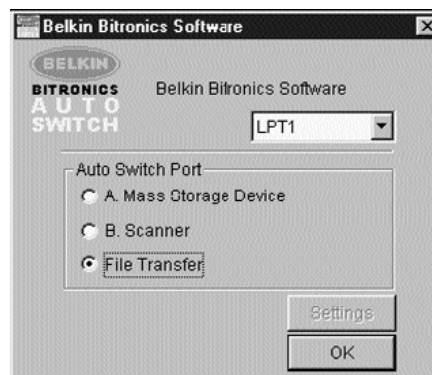 Belkin Bitronics Software
BELKIN
BITRONICS
AUTO
SWITCH
Belkin Bitronics Software
LPT1
Auto Switch Port
A. Mass Storage Device
B. Scanner
File Transfer
Settings
OK